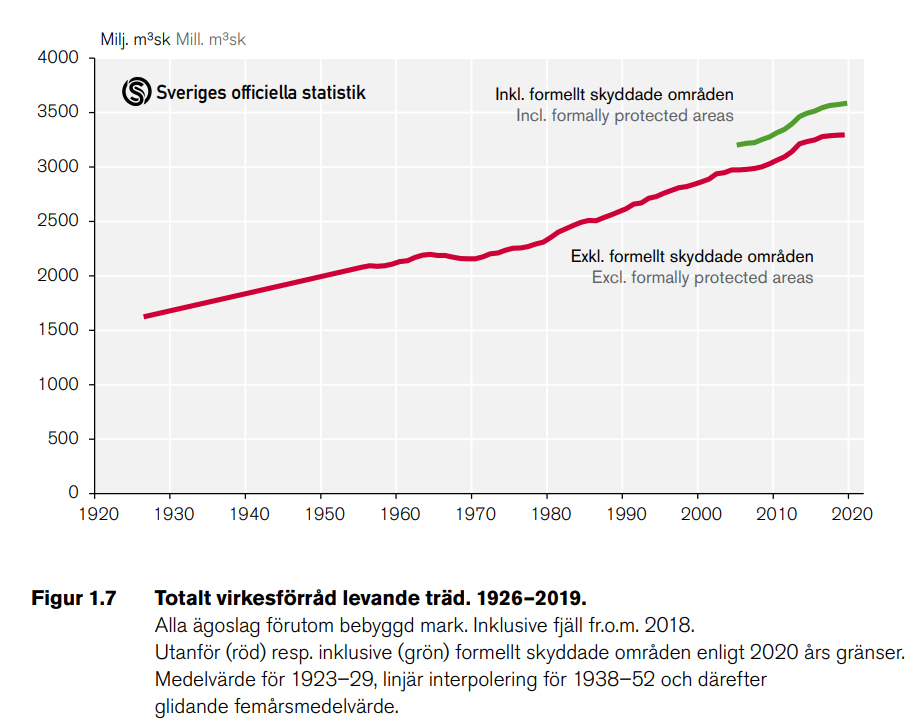 Milj. m³sk Mill. m³sk
4000
3500
3000
2500
2000
1500
1000
500
0
Sveriges officiella statistik
Inkl. formellt skyddade områden
Incl. formally protected areas
Exkl. formellt skyddade områden
Excl. formally protected areas
1920 1930 1940 1950 1960 1970 1980 1990 2000 2010 2020
Figur 1.7 Totalt virkesförråd levande träd. 1926–2019.
Alla ägoslag förutom bebyggd mark. Inklusive fjäll fr.o.m. 2018.
Utanför (röd) resp. inklusive (grön) formellt skyddade områden enligt 2020 års gränser.
Medelvärde för 1923–29, linjär interpolering för 1938–52 och därefter
glidande femårsmedelvärde.